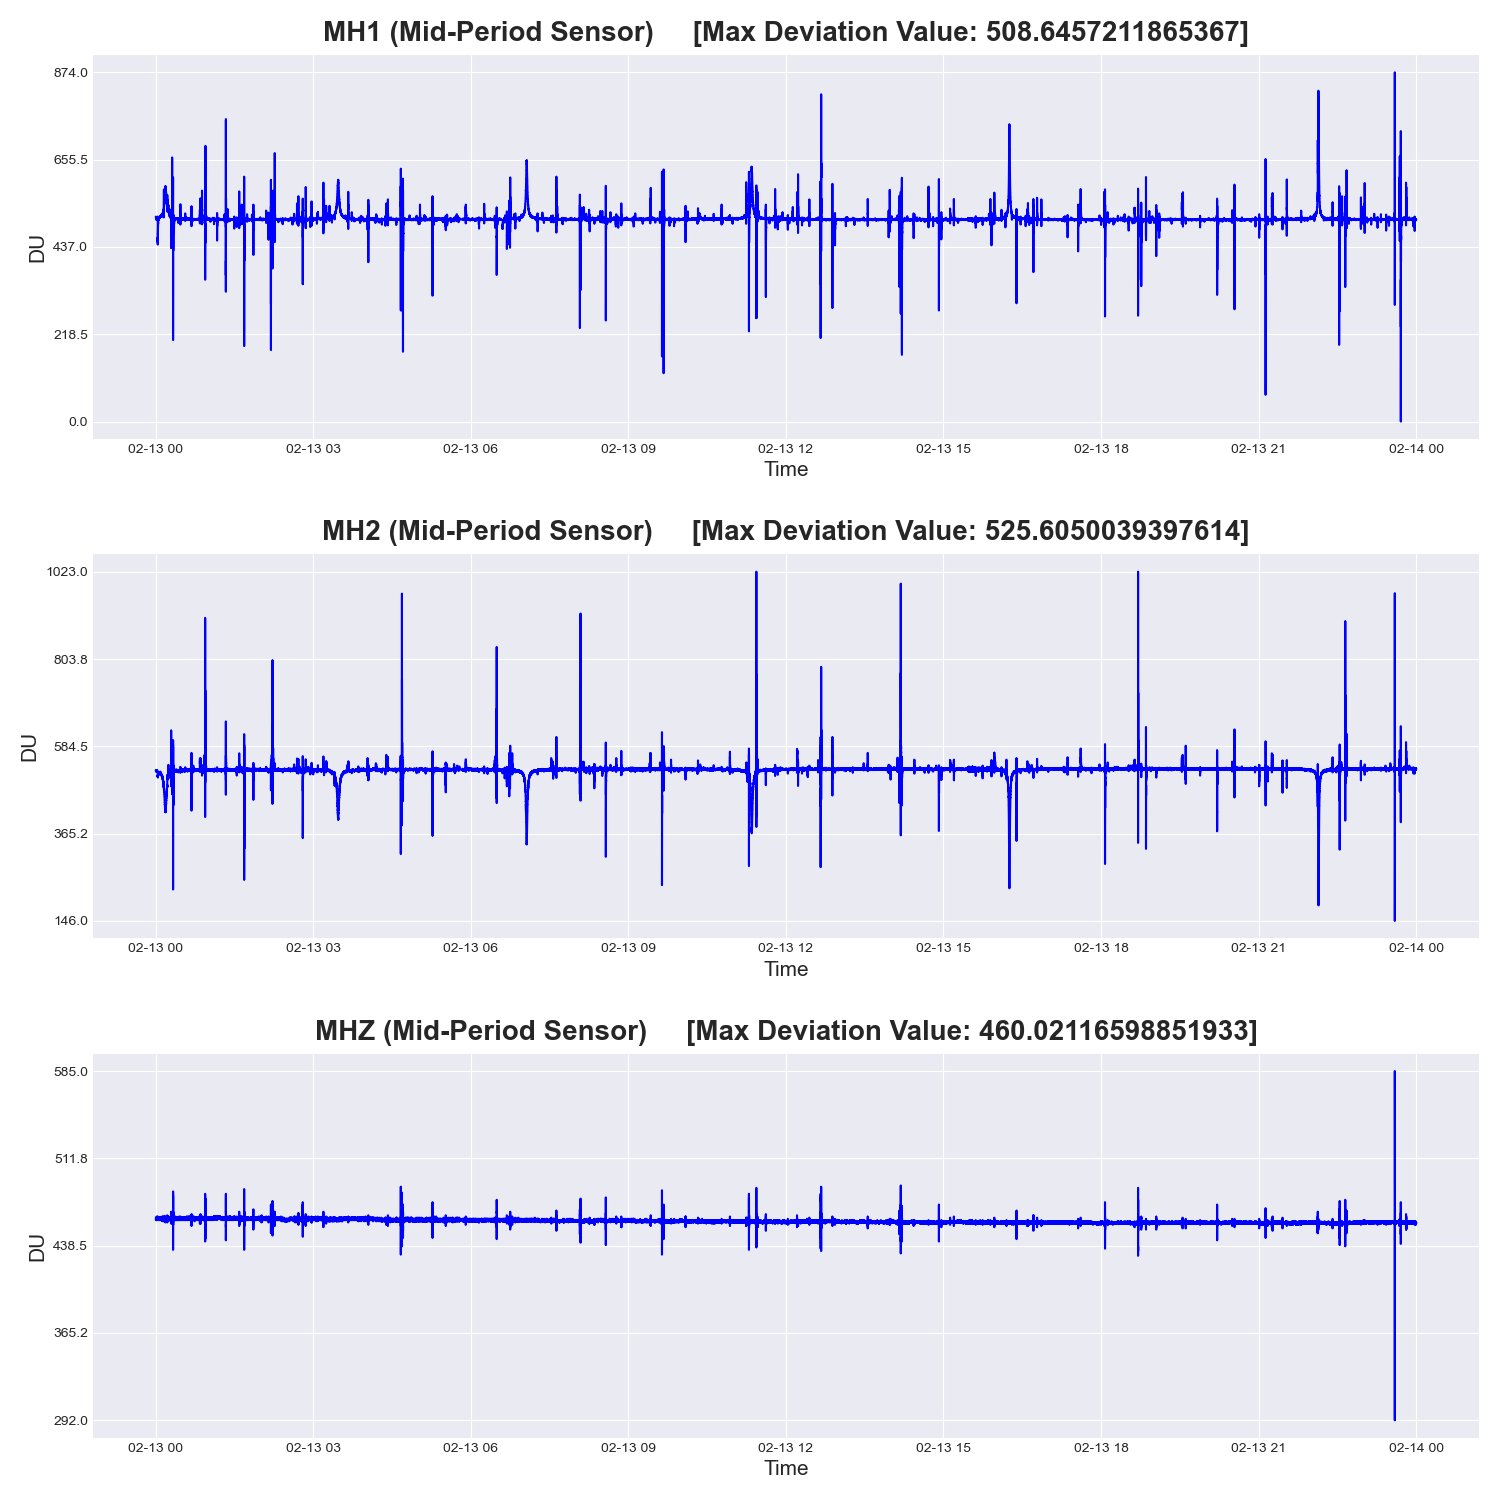 MH1 (Mid-Period Sensor) [Max Deviation Value: 508.6457211865367]
874.0
655.5
437.0
218.5
0.0
DU
02-13 00 02-13 03 02-13 06 02-13 09 02-13 12 02-13 15 02-13 18 02-13 21 02-14 00
Time
MH2 (Mid-Period Sensor) [Max Deviation Value: 525.6050039397614]
1023.0
803.8
584.5
365.2
146.0
DU
02-13 00 02-13 03 02-13 06 02-13 09 02-13 12 02-13 15 02-13 18 02-13 21 02-14 00
Time
MHZ (Mid-Period Sensor) [Max Deviation Value: 460.02116598851933]
585.0
511.8
438.5
365.2
292.0
DU
02-13 00 02-13 03 02-13 06 02-13 09 02-13 12 02-13 15 02-13 18 02-13 21 02-14 00
Time